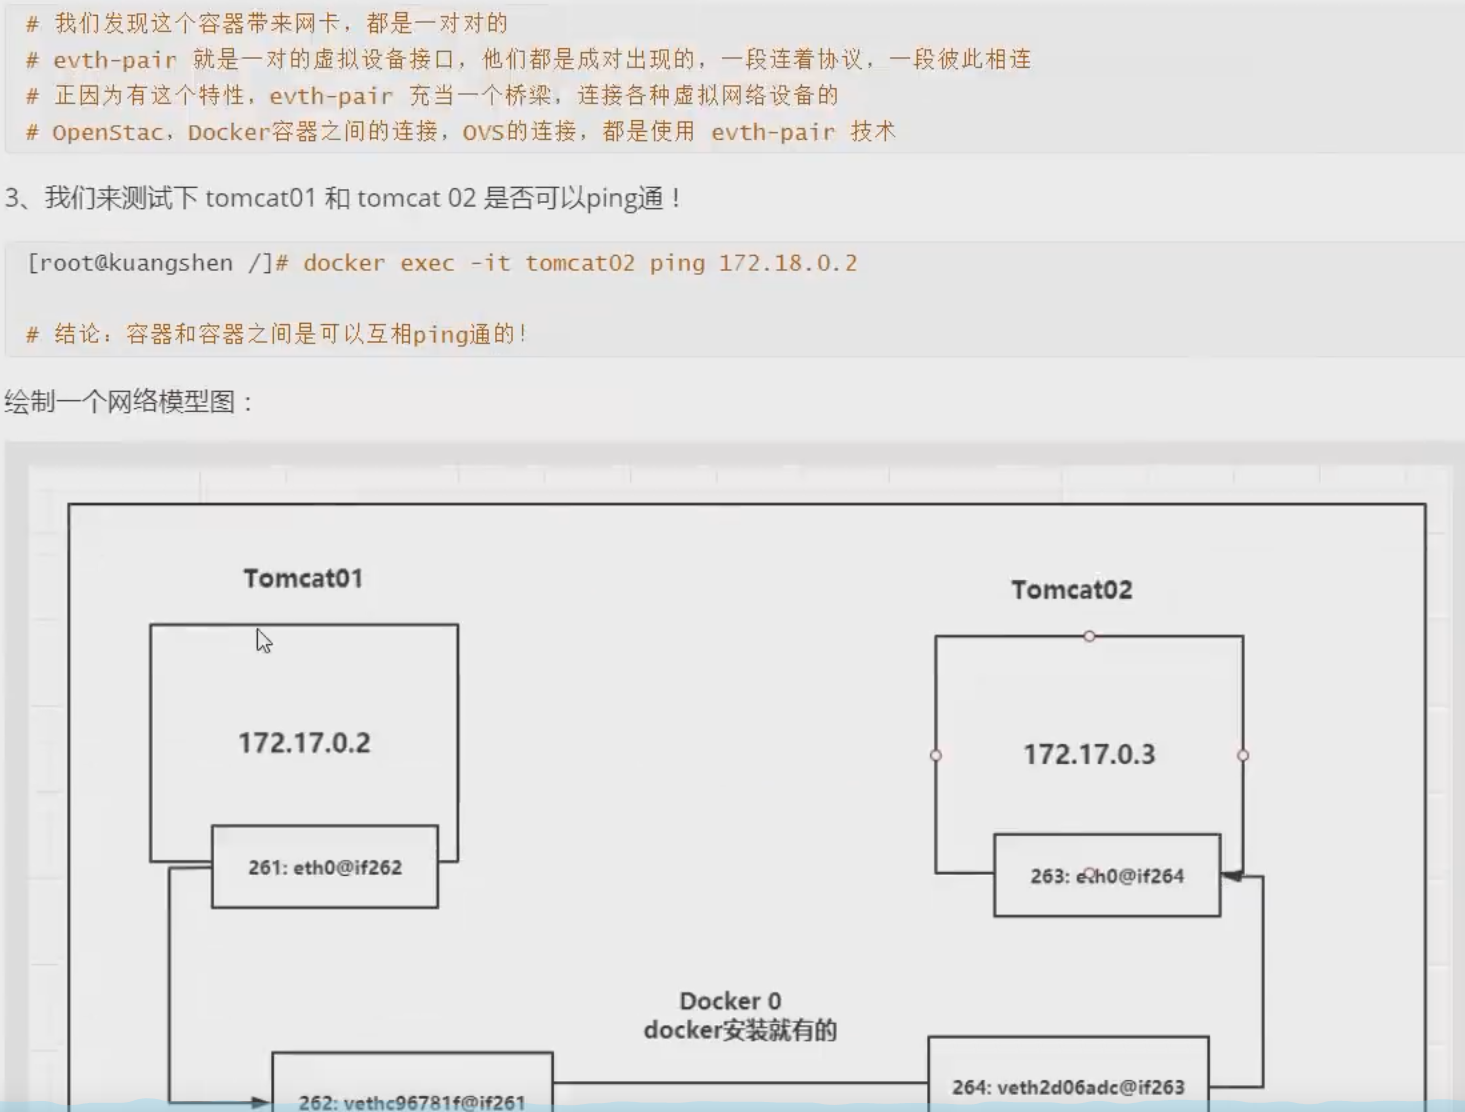 # 我们发现这个容器带来网卡，都是一对对的
# evth-pair 就是一对的虚拟设备接口，他们都是成对出现的，一段连着协议，一段彼此相连
# 正因为有这个特性，evth-pair 充当一个桥梁，连接各种虚拟网络设备的
# OpenStac，Docker容器之间的连接，OVS的连接，都是使用 evth-pair 技术
3、我们来测试下 tomcat01 和 tomcat 02 是否可以ping通！
[root@kuangshen /]# docker exec -it tomcat02 ping 172.18.0.2
# 结论：容器和容器之间是可以互相ping通的！
绘制一个网络模型图：
Tomcat01
Tomcat02
172.17.0.2
172.17.0.3
261: eth0@if262
263: eth0@if264
Docker 0
docker安装就有的
264: veth2d06adc@if263
262: vethc96781f@if261